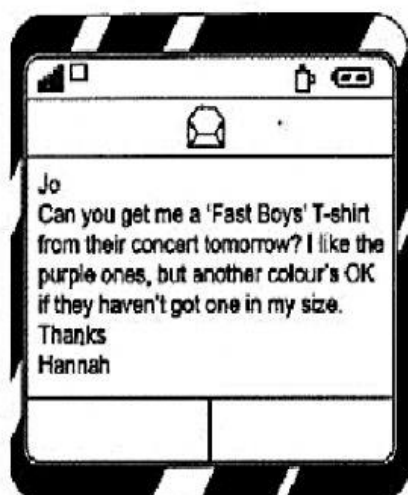 Jo
Can you get me a 'Fast Boys' T-shirt
from their concert tomorrow? I like the
purple ones, but another colour's OK
if they haven't got one in my size.
Thanks
Hannah